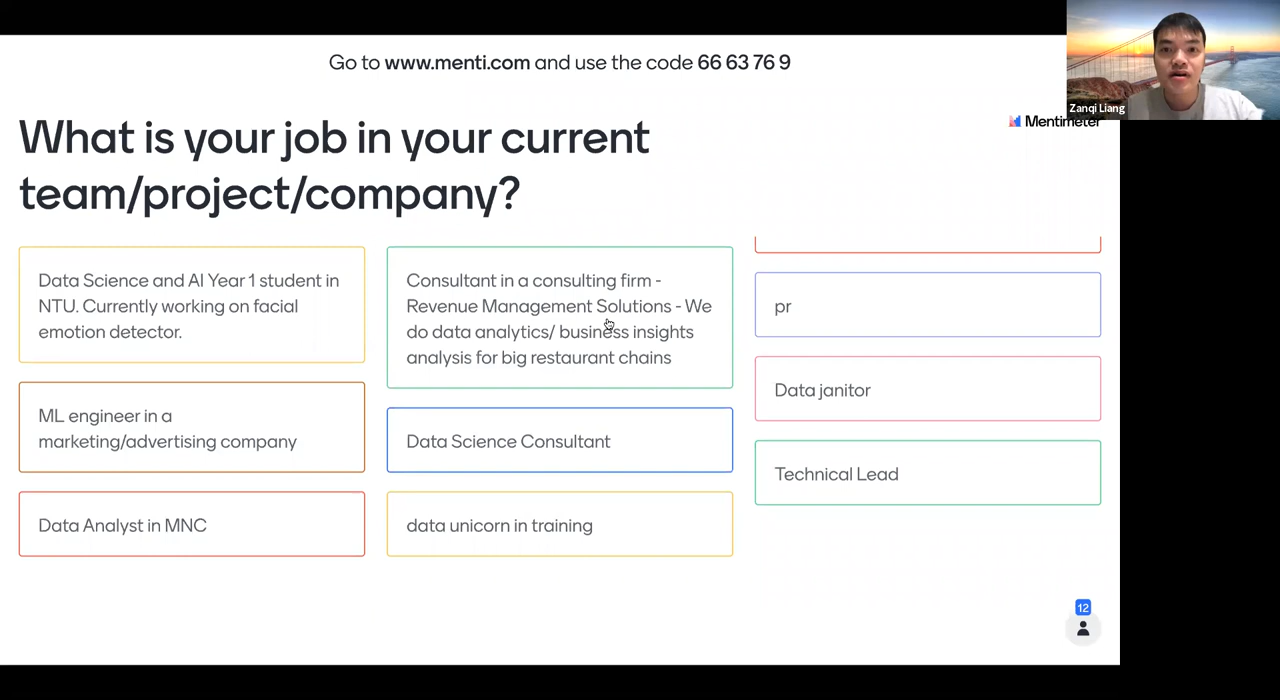 Go to www.menti.com and use the code 66 63 76 9
Zanqi Liang
Mentimeter
What is your job in your current
team/project/company?
Data Science and AI Year 1 student in
NTU. Currently working on facial
emotion detector.
ML engineer in a
marketing/advertising company
Data Analyst in MNC
Consultant in a consulting firm -
Revenue Management Solutions - We
do data analytics/ business insights
analysis for big restaurant chains
Data Science Consultant
data unicorn in training
pr
Data janitor
Technical Lead
12